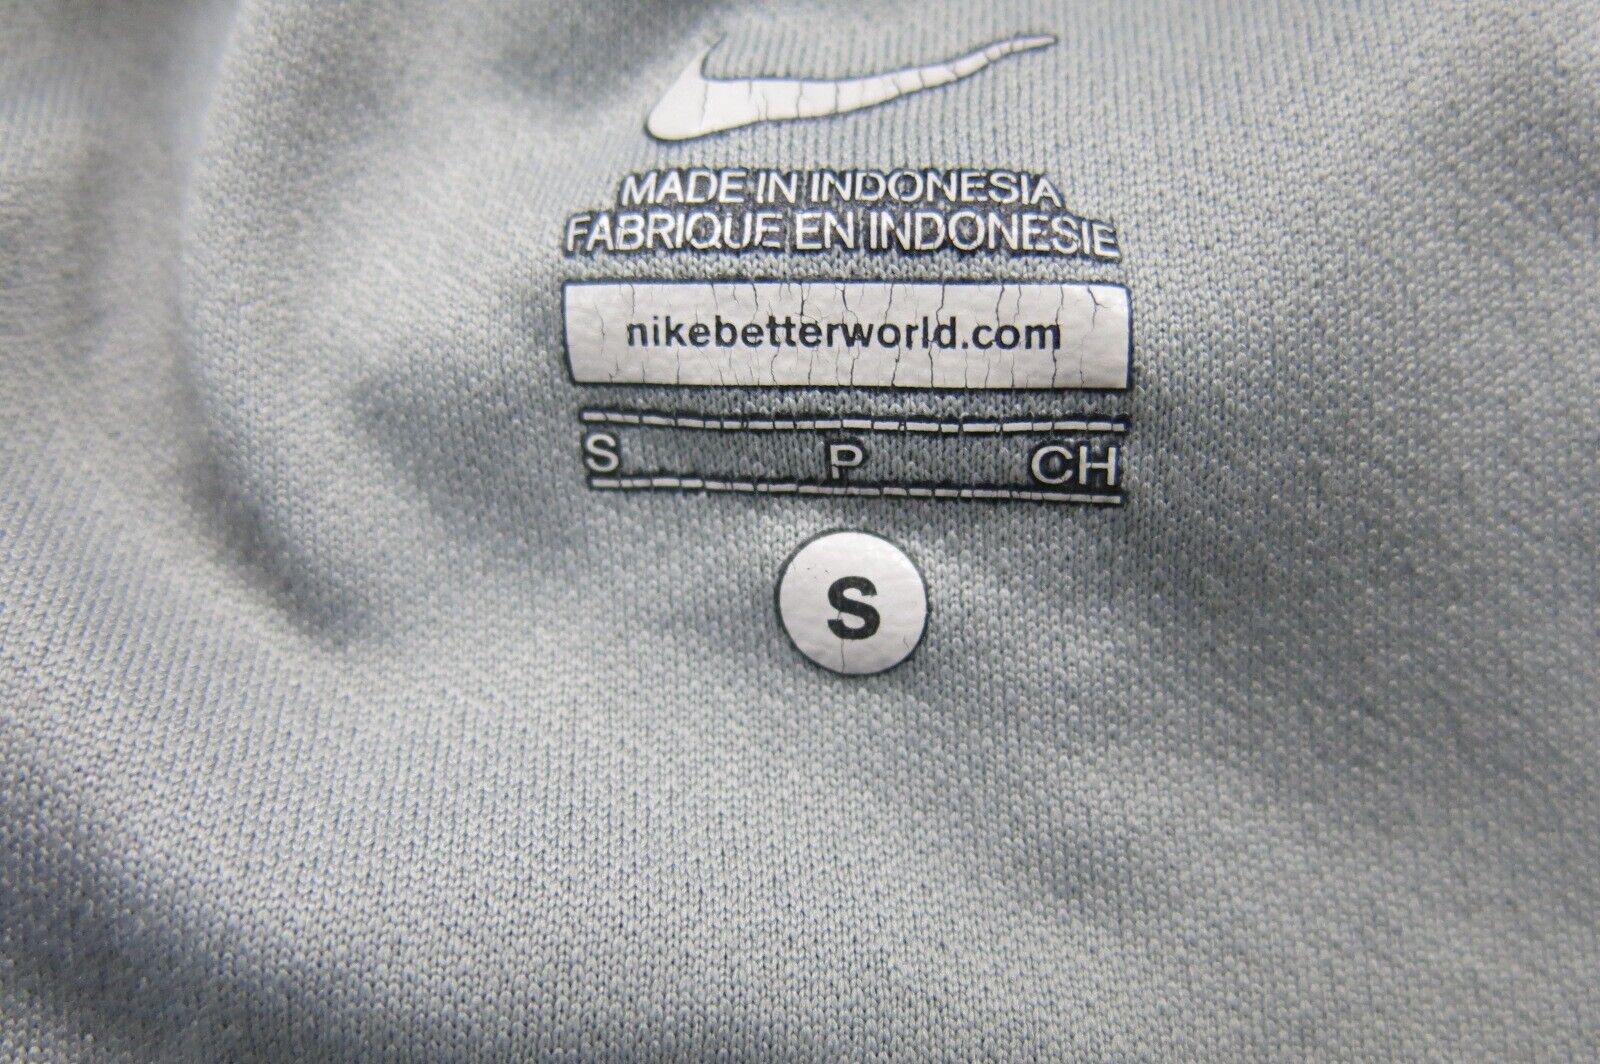 MADE IN INDONESIA
FABRIQUE EN INDONESIE
nikebetterworld.com
S P CH
S